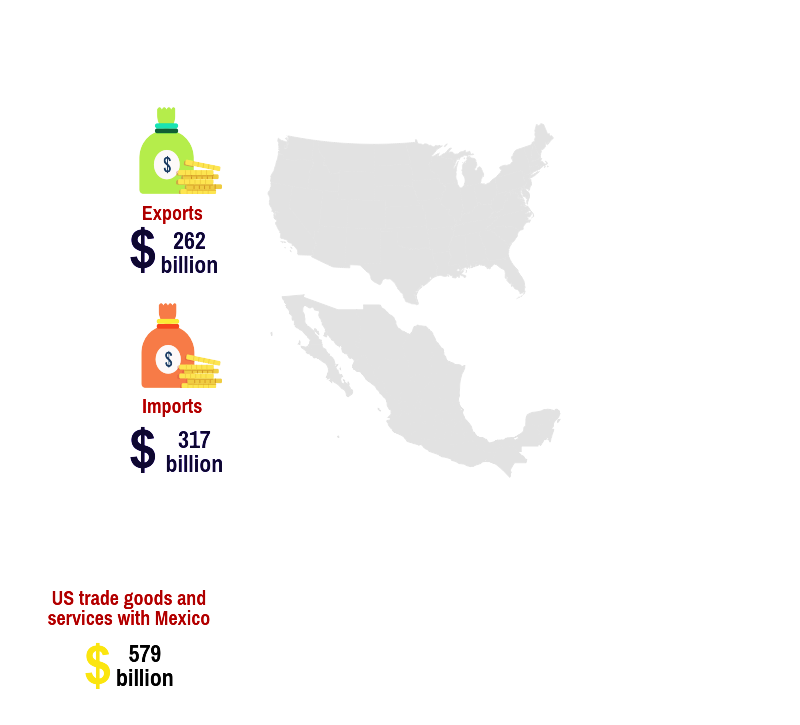 $
Exports
$ 262
billion
$
Imports
$ 317
billion
US trade goods and
services with Mexico
$ 579
billion